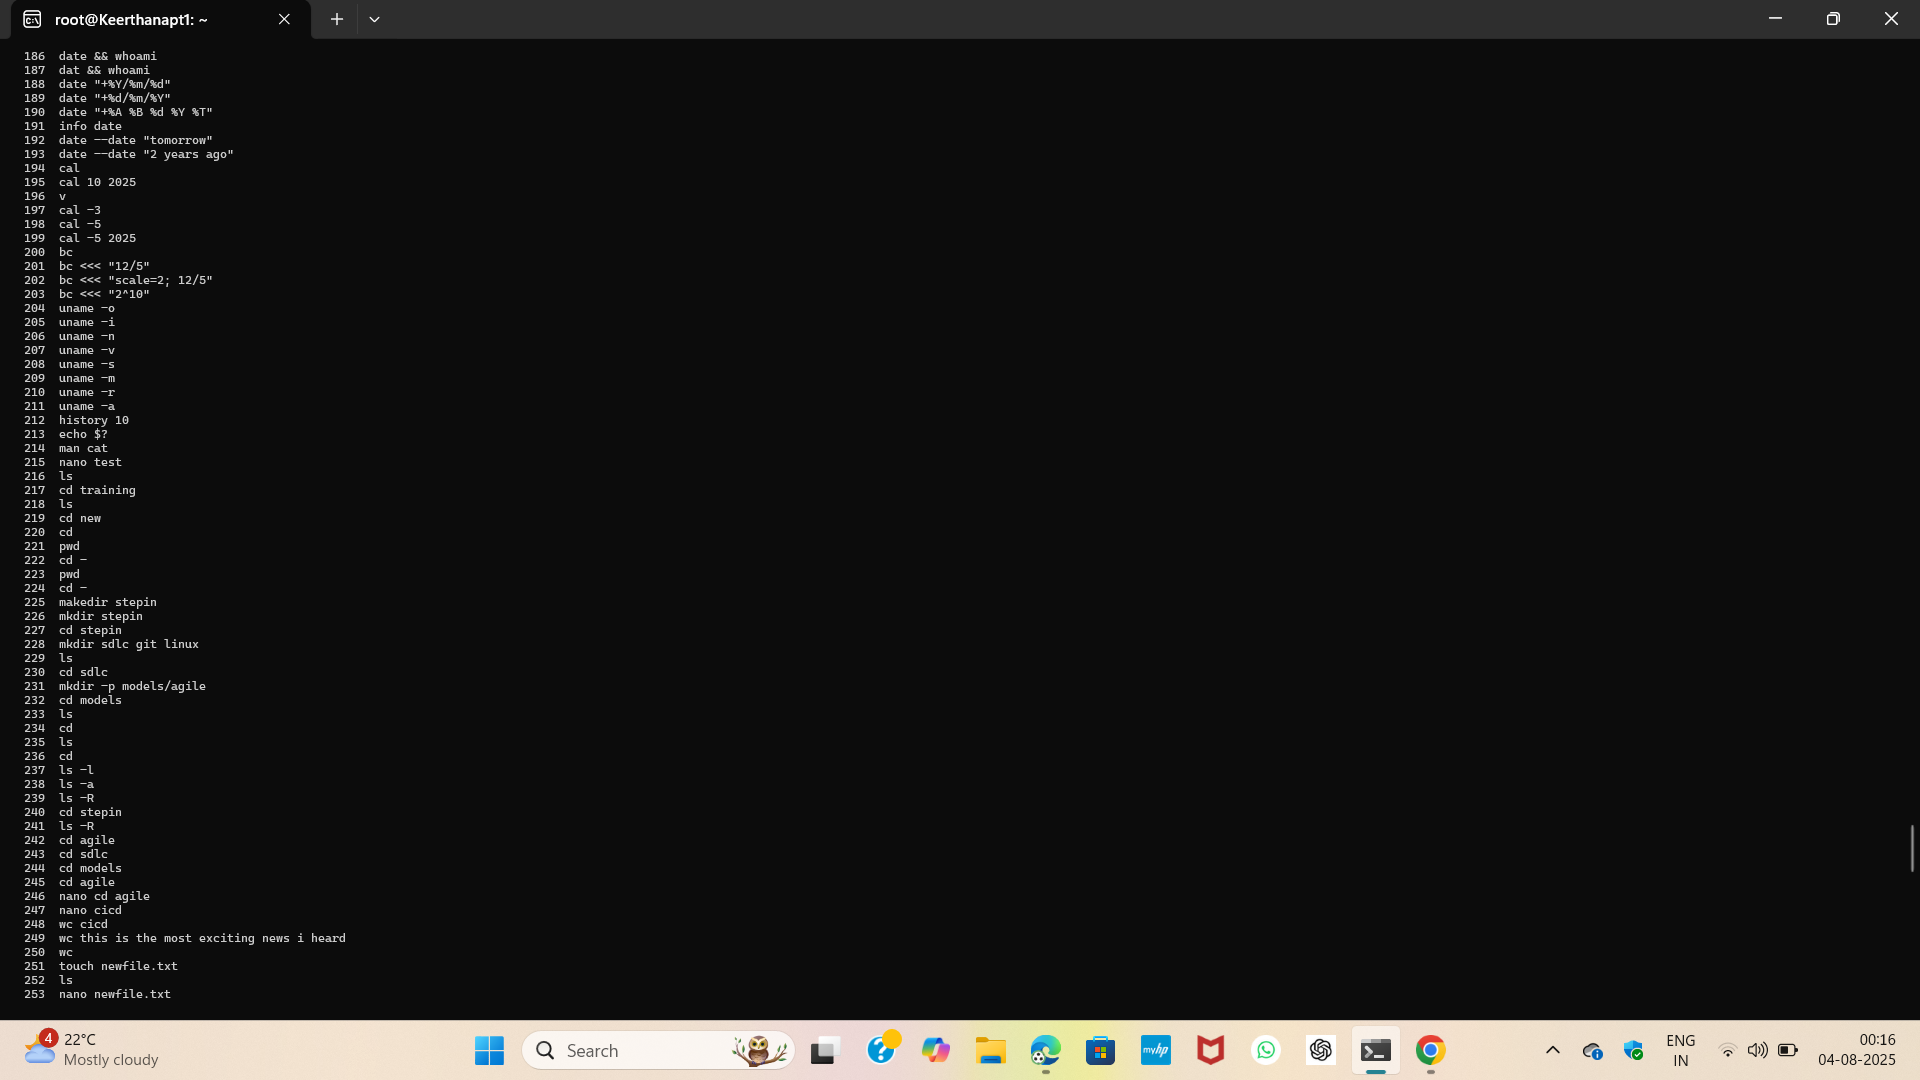 root@Keerthanapt1: ~
186 date && whoami
187 dat && whoami
188 date "+%Y/%m/%d"
189 date "+%d/%m/%Y"
190 date "+%A %B %d %Y %T"
191 info date
192 date --date "tomorrow"
193 date --date "2 years ago"
194 cal
195 cal 10 2025
196 v
197 cal -3
198 cal -5
199 cal -5 2025
200 bc
201 bc <<< "12/5"
202 bc <<< "scale=2; 12/5"
203 bc <<< "2^10"
204 uname -o
205 uname -i
206 uname -n
207 uname -v
208 uname -s
209 uname -m
210 uname -r
211 uname -a
212 history 10
213 echo $?
214 man cat
215 nano test
216 ls
217 cd training
218 ls
219 cd new
220 cd
221 pwd
222 cd -
223 pwd
224 cd -
225 makedir stepin
226 mkdir stepin
227 cd stepin
228 mkdir sdlc git linux
229 ls
230 cd sdlc
231 mkdir -p models/agile
232 cd models
233 ls
234 cd
235 ls
236 cd
237 ls -l
238 ls -a
239 ls -R
240 cd stepin
241 ls -R
242 cd agile
243 cd sdlc
244 cd models
245 cd agile
246 nano cd agile
247 nano cicd
248 wc cicd
249 wc this is the most exciting news i heard
250 wc
251 touch newfile.txt
252 ls
253 nano newfile.txt
4
22°C
Mostly cloudy
Search
myhp
ENG
IN
00:16
04-08-2025